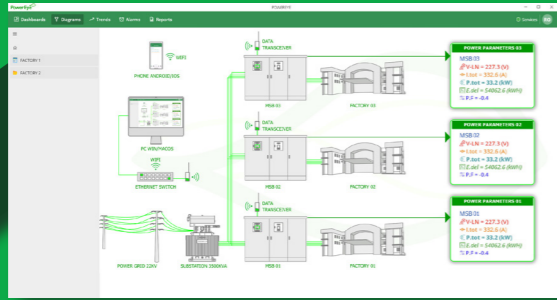 PowerSys
POWERSYS
Dashboards Diagrams Trends Alarms Reports
FACTORY 1
FACTORY 2
WIFI
PHONE ANDROID/IOS
PC WIN/MACOS
WIFI
ETHERNET SWITCH
POWER GRID 22KV
SUBSTATION 3500KVA
DATA
TRANSCEIVER
MSB-03
FACTORY 03
DATA
TRANSCEIVER
MSB-02
FACTORY 02
DATA
TRANSCEIVER
MSB-01
FACTORY 01
POWER PARAMETERS 03
MSB 03
V-LN = 227.3 (V)
I.tot = 332.6 (A)
P.tot = 33.2 (kW)
E.del = 54862.6 (kWh)
P.F = -0.4
POWER PARAMETERS 02
MSB 02
V-LN = 227.3 (V)
I.tot = 332.6 (A)
P.tot = 33.2 (kW)
E.del = 54862.6 (kWh)
P.F = -0.4
POWER PARAMETERS 01
MSB 01
V-LN = 227.3 (V)
I.tot = 332.6 (A)
P.tot = 33.2 (kW)
E.del = 54862.6 (kWh)
P.F = -0.4